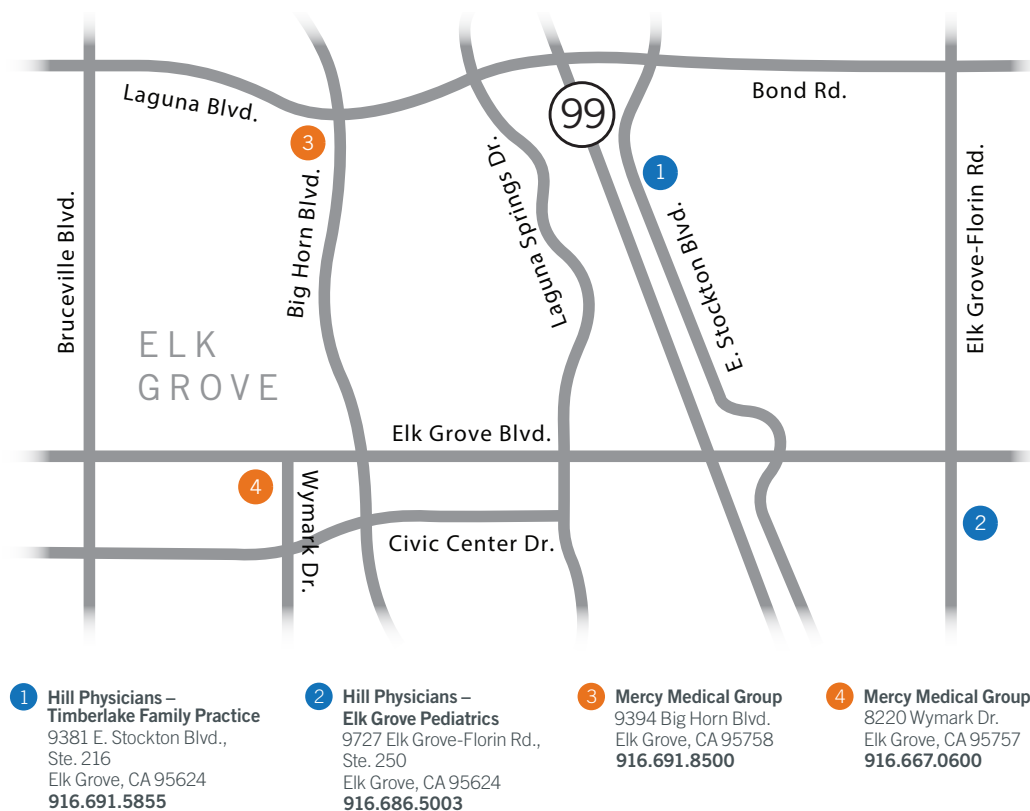 Laguna Blvd.
Bond Rd.
99
3
1
Bruceville Blvd.
Big Horn Blvd.
Laguna Springs Dr.
E. Stockton Blvd.
Elk Grove-Florin Rd.
ELK
GROVE
Elk Grove Blvd.
4
Wymark Dr.
Civic Center Dr.
2
1
Hill Physicians –
Timberlake Family Practice
9381 E. Stockton Blvd.,
Ste. 216
Elk Grove, CA 95624
916.691.5855
2
Hill Physicians –
Elk Grove Pediatrics
9727 Elk Grove-Florin Rd.,
Ste. 250
Elk Grove, CA 95624
916.686.5003
3
Mercy Medical Group
9394 Big Horn Blvd.
Elk Grove, CA 95758
916.691.8500
4
Mercy Medical Group
8220 Wymark Dr.
Elk Grove, CA 95757
916.667.0600